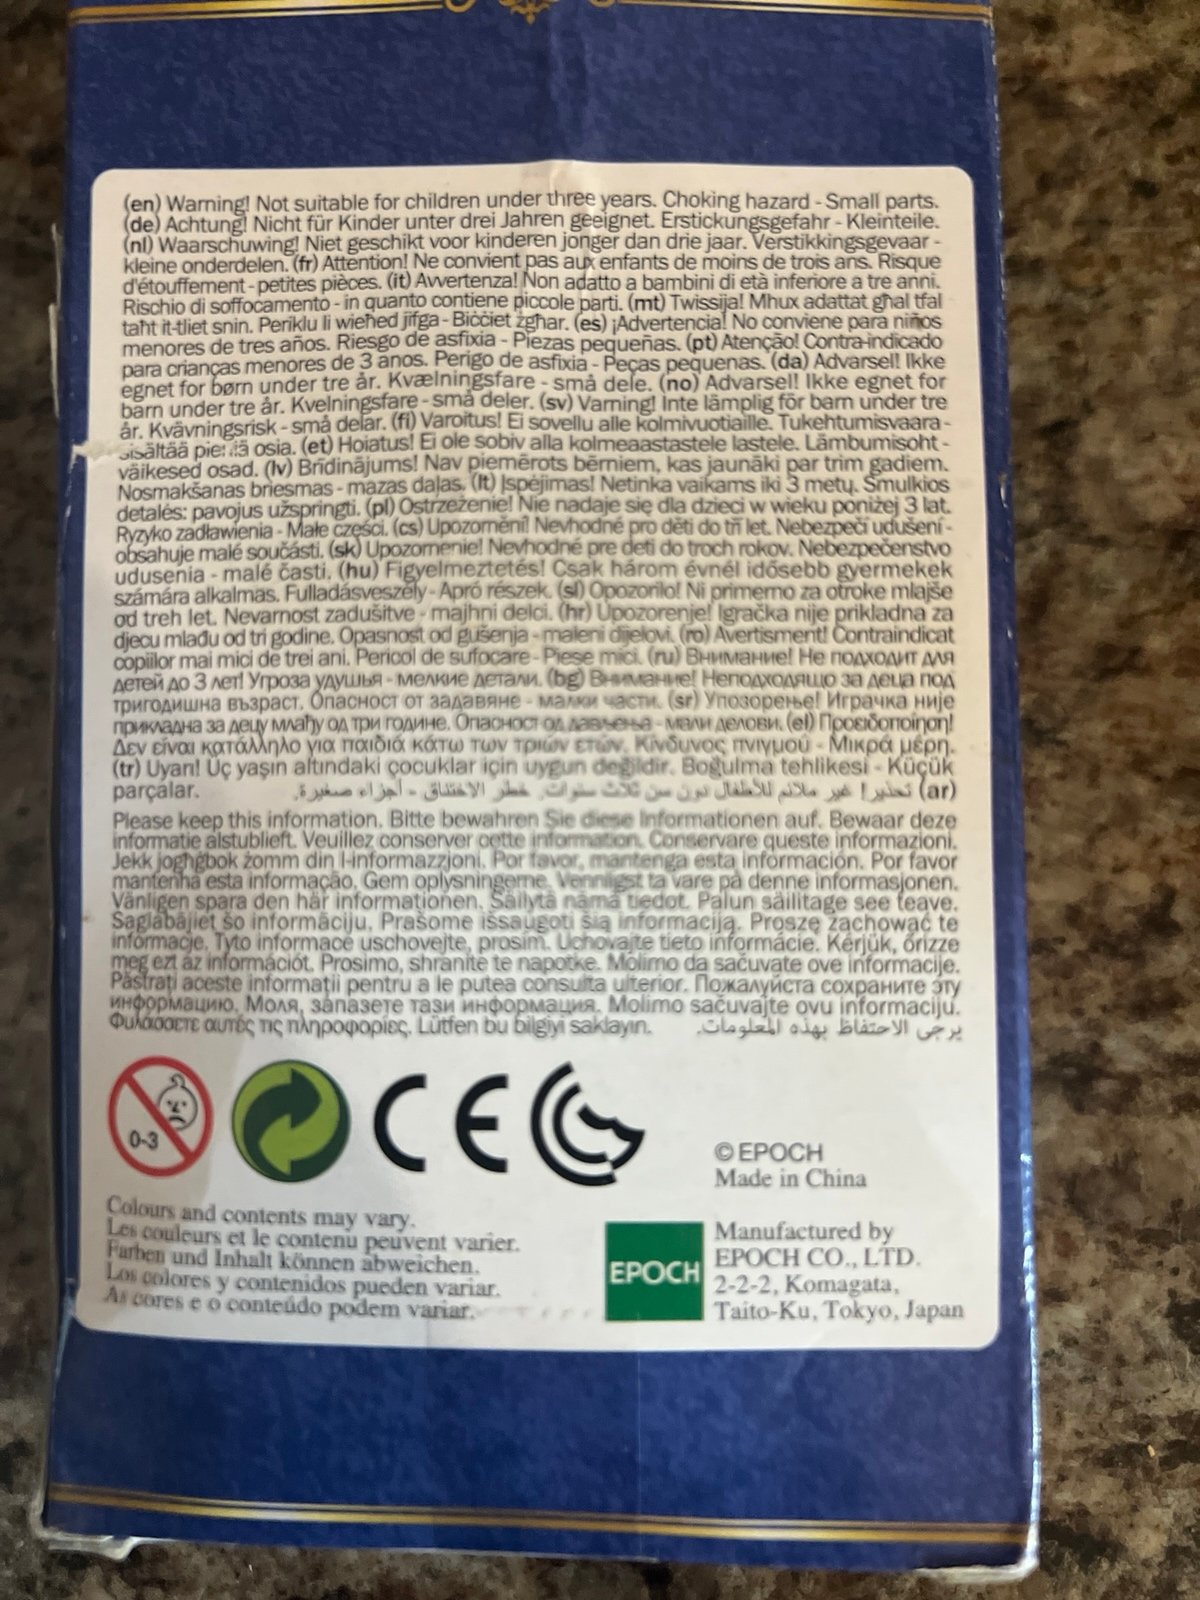 (en) Warning! Not suitable for children under three years. Choking hazard - Small parts.
(de) Achtung! Nicht für Kinder unter drei Jahren geeignet. Erstickungsgefahr - Kleinteile.
(nl) Waarschuwing! Niet geschikt voor kinderen jonger dan drie jaar. Verstikkingsgevaar -
kleine onderdelen. (fr) Attention! Ne convient pas aux enfants de moins de trois ans. Risque
d'étouffement - petites pièces. (it) Avvertenza! Non adatto a bambini di età inferiore a tre anni.
Rischio di soffocamento - in quanto contiene piccole parti. (mt) Twissija! Mhux adattat għal tfal
taħt it-tliet snin. Periklu li wieħed jifga - Biċċiet żgħar. (es) ¡Advertencia! No conviene para niños
menores de tres años. Riesgo de asfixia - Piezas pequeñas. (pt) Atenção! Contra-indicado
para crianças menores de 3 anos. Perigo de asfixia - Peças pequenas. (da) Advarsel! Ikke
egnet for børn under tre år. Kvælningsfare - små dele. (no) Advarsel! Ikke egnet for
barn under tre år. Kvelningsfare - små deler. (sv) Varning! Inte lämplig för barn under tre
år. Kvävningsrisk - små delar. (fi) Varoitus! Ei sovellu alle kolmivuotiaille. Tukehtumisvaara -
osia. (et) Hoiatus! Ei ole sobiv alla kolmeaastastele lastele. Lämbumisoht -
väikesed osad. (lv) Brīdinājums! Nav piemērots bērniem, kas jaunāki par trim gadiem.
Nosmakšanas briesmas - mazas daļas. (lt) Įspėjimas! Netinka vaikams iki 3 metų. Smulkios
detalės: pavojus užspringti. (pl) Ostrzeżenie! Nie nadaje się dla dzieci w wieku poniżej 3 lat.
Ryzyko zadławienia - Małe części. (cs) Upozornění! Nevhodné pro děti do tří let. Nebezpečí udušení -
obsahuje malé součásti. (sk) Upozornenie! Nevhodné pre deti do troch rokov. Nebezpečenstvo
udusenia - malé časti. (hu) Figyelmeztetés! Csak három évnél idősebb gyermekek
számára alkalmas. Fulladásveszély - Apró részek. (sl) Opozorilo! Ni primerno za otroke mlajše
od treh let. Nevarnost zadušitve - majhni delci. (hr) Upozorenje! Igračka nije prikladna za
djecu mlađu od tri godine. Opasnost od gušenja - maleni dijelovi. (ro) Avertisment! Contraindicat
copiilor mai mici de trei ani. Pericol de sufocare - Piese mici. (ru) Внимание! Не подходит для
детей до 3 лет! Угроза удушья - мелкие детали. (bg) Внимание! Неподходящо за деца под
тригодишна възраст. Опасност от задавяне - малки части. (sr) Упозорење! Играчка није
прикладна за децу млађу од три године. Опасност од давњења - мали делови. (el) Προειδοποίηση!
Δεν είναι κατάλληλο για παιδιά κάτω των τριών ετών. Κίνδυνος πνιγμού - Μικρά μέρη.
(tr) Uyarı! Üç yaşın altındaki çocuklar için uygun değildir. Boğulma tehlikesi - Küçük
parçalar. (ar) تحذير! غير ملائم للأطفال دون سن ثلاث سنوات. خطر الاختناق - أجزاء صغيرة.
Please keep this information. Bitte bewahren Sie diese Informationen auf. Bewaar deze
informatie alstublieft. Veuillez conserver cette information. Conservare queste informazioni.
Jekk jogħġbok żomm din l-informazzjoni. Por favor, mantenga esta información. Por favor
mantenha esta informação. Gem oplysningerne. Vennligst ta vare på denne informasjonen.
Vänligen spara den här informationen. Säilytä nämä tiedot. Palun säilitage see teave.
Saglabājiet šo informāciju. Prašome išsaugoti šią informaciją. Proszę zachować te
informacje. Tyto informace uschovejte, prosím. Uchovajte tieto informácie. Kérjük, őrizze
meg ezt az információt. Prosimo, shranite te napotke. Molimo da sačuvate ove informacije.
Păstrați aceste informații pentru a le putea consulta ulterior. Пожалуйста сохраните эту
информацию. Моля, запазете тази информация. Molimo sačuvajte ovu informaciju.
Φυλάσσετε αυτές τις πληροφορίες. Lütfen bu bilgiyi saklayın. يرجى الاحتفاظ بهذه المعلومات.
0-3
CE
© EPOCH
Made in China
Colours and contents may vary.
Les couleurs et le contenu peuvent varier.
Farben und Inhalt können abweichen.
Los colores y contenidos pueden variar.
As cores e o conteúdo podem variar.
EPOCH
Manufactured by
EPOCH CO., LTD.
2-2-2, Komagata,
Taito-Ku, Tokyo, Japan